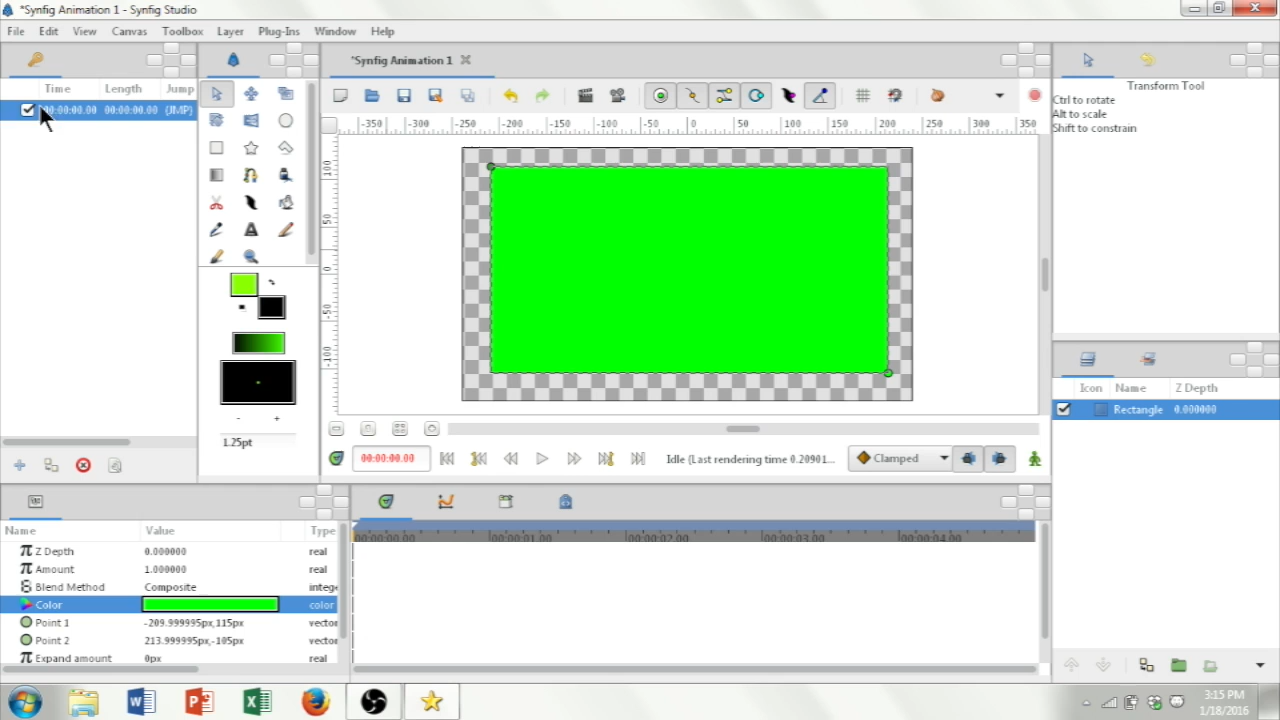 *Synfig Animation 1 - Synfig Studio
File Edit View Canvas Toolbox Layer Plug-Ins Window Help
*Synfig Animation 1
Time Length Jump
00:00:00.00 00:00:00.00 (JMP)
Transform Tool
Ctrl to rotate
Alt to scale
Shift to constrain
-350 -300 -250 -200 -150 -100 -50 0 50 100 150 200 250 300 350
100
50
0
-50
-100
- +
1.25pt
Icon Name Z Depth
Rectangle 0.000000
00:00:00.00 Idle (Last rendering time 0.20901... Clamped
Name Value Type
Z Depth 0.000000 real
Amount 1.000000 real
Blend Method Composite intege
Color color
Point 1 -209.999995px,115px vector
Point 2 213.999995px,-105px vector
Expand amount 0px real
00:00:00.00 00:00:01.00 00:00:02.00 00:00:03.00 00:00:04.00
3:15 PM
1/18/2016